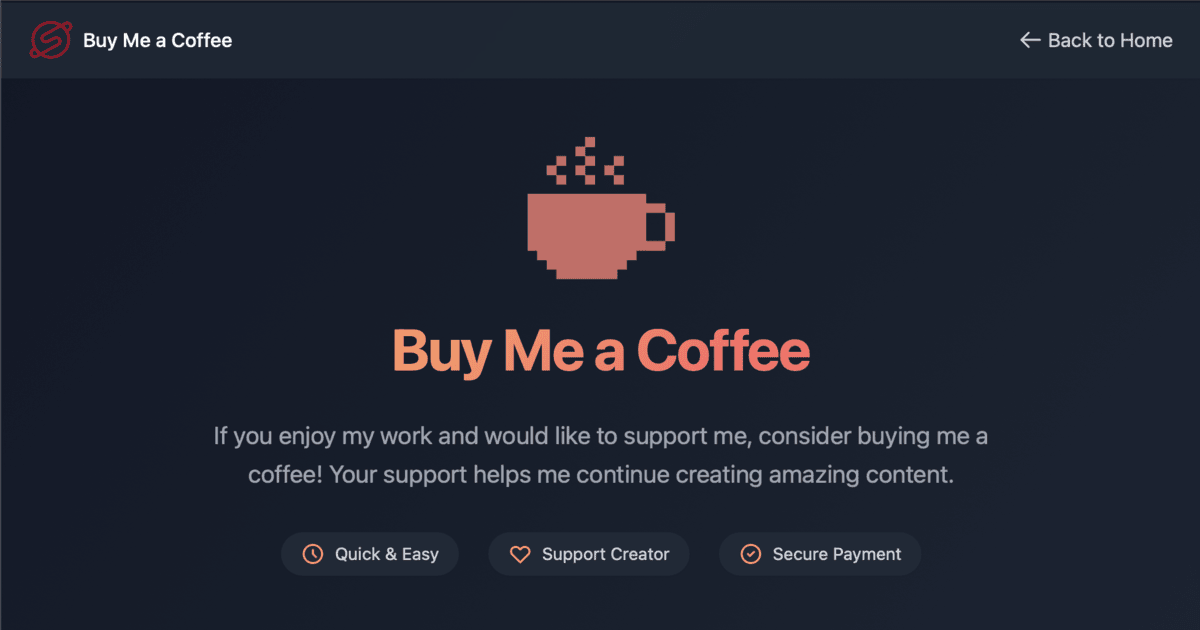 Buy Me a Coffee
← Back to Home
Buy Me a Coffee
If you enjoy my work and would like to support me, consider buying me a
coffee! Your support helps me continue creating amazing content.
Quick & Easy
Support Creator
Secure Payment